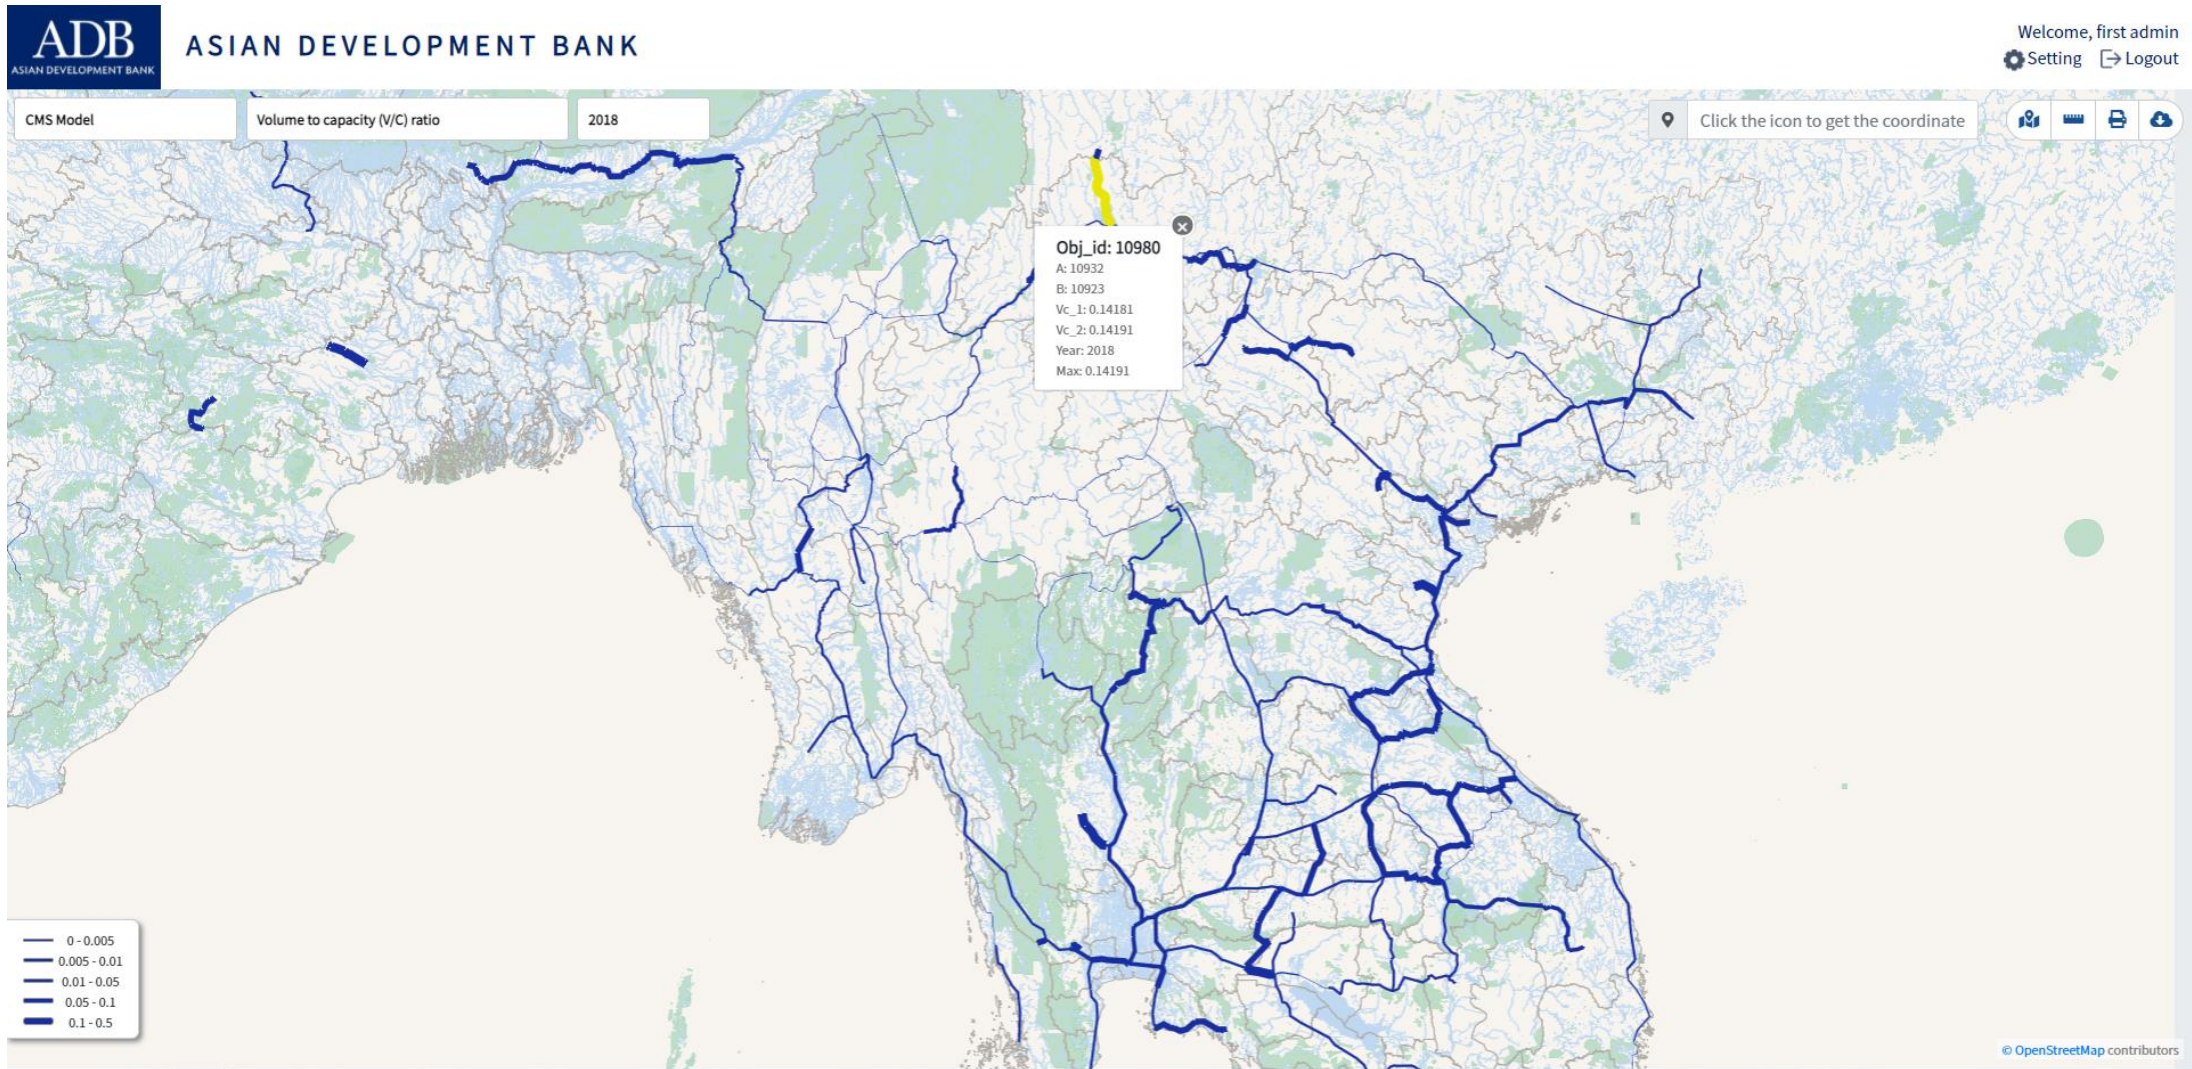 ADB
ASIAN DEVELOPMENT BANK
ASIAN DEVELOPMENT BANK
Welcome, first admin
Setting Logout
CMS Model
Volume to capacity (V/C) ratio
2018
Click the icon to get the coordinate
Obj_id: 10980
A: 10932
B: 10923
Vc_1: 0.14181
Vc_2: 0.14191
Year: 2018
Max: 0.14191
0 - 0.005
0.005 - 0.01
0.01 - 0.05
0.05 - 0.1
0.1 - 0.5
© OpenStreetMap contributors